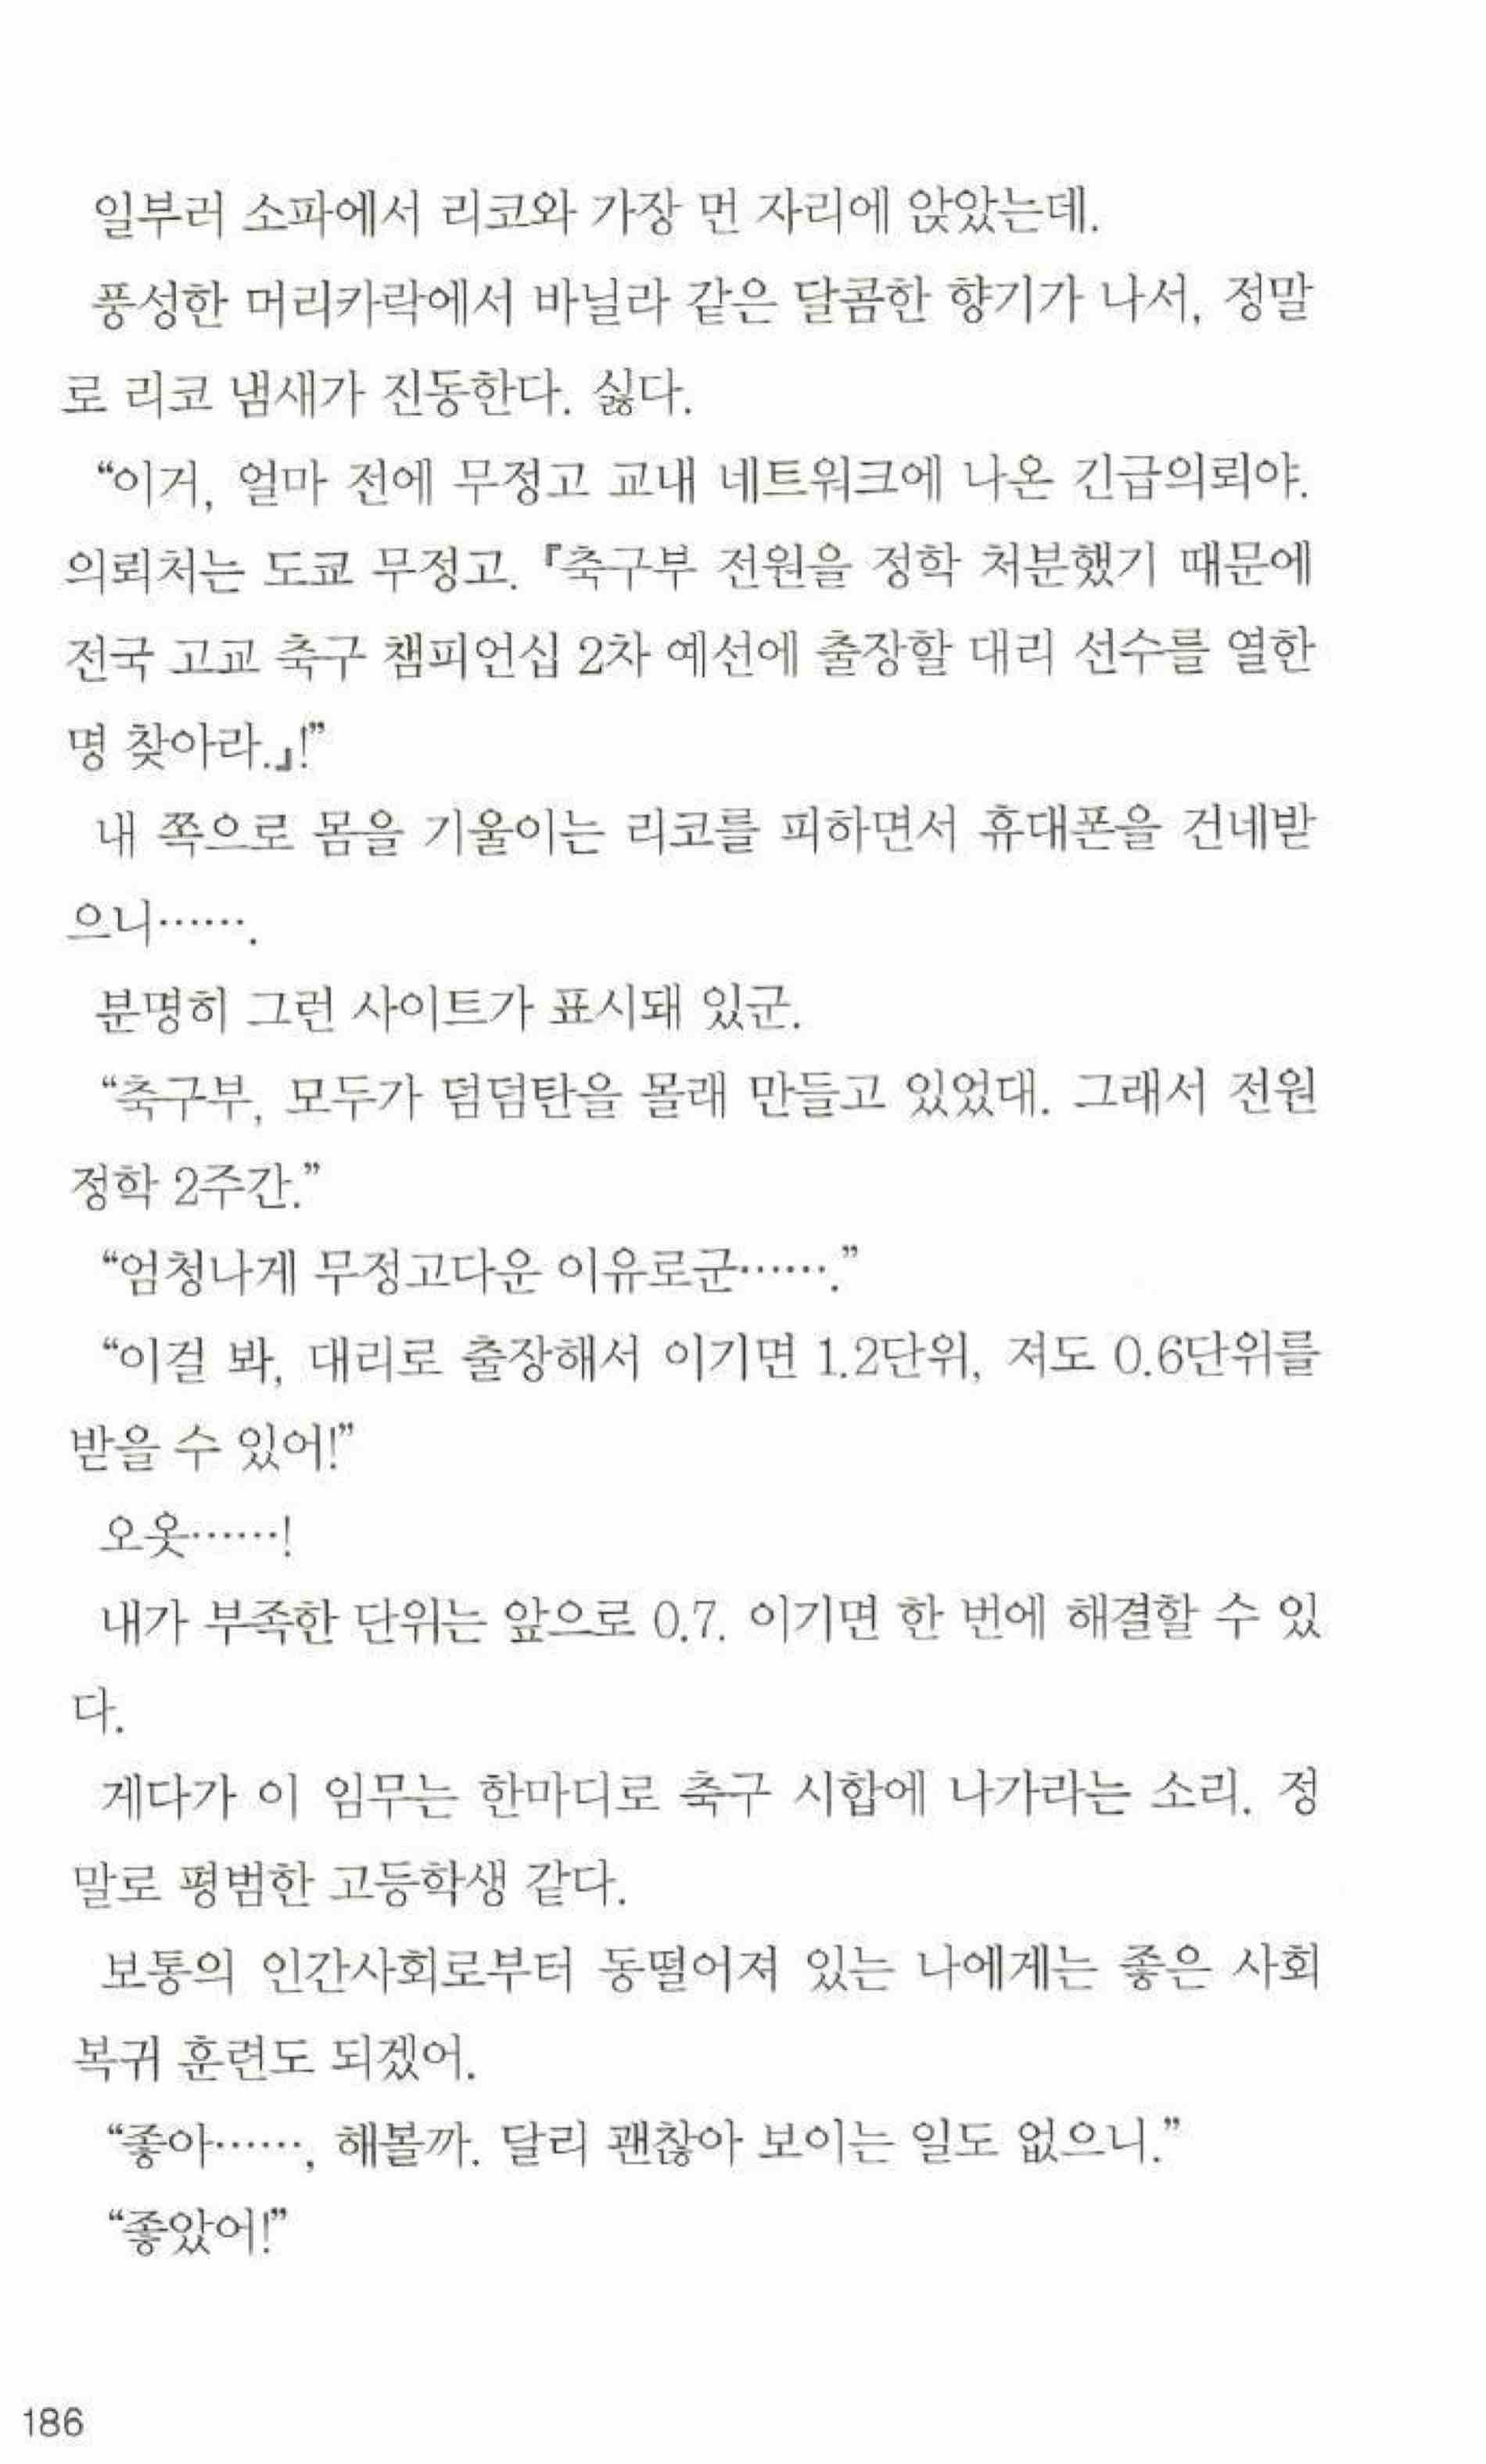 일부러 소파에서 리코와 가장 먼 자리에 앉았는데.
풍성한 머리카락에서 바닐라 같은 달콤한 향기가 나서, 정말
로 리코 냄새가 진동한다. 싫다.
“이거, 얼마 전에 무정고 교내 네트워크에 나온 긴급의뢰야.
의뢰처는 도쿄 무정고. 『축구부 전원을 정학 처분했기 때문에
전국 고교 축구 챔피언십 2차 예선에 출장할 대리 선수를 열한
명 찾아라.』!”
내 쪽으로 몸을 기울이는 리코를 피하면서 휴대폰을 건네받
으니…….
분명히 그런 사이트가 표시돼 있군.
“축구부, 모두가 덤덤탄을 몰래 만들고 있었대. 그래서 전원
정학 2주간.”
“엄청나게 무정고다운 이유로군…….”
“이걸 봐, 대리로 출장해서 이기면 1.2단위, 져도 0.6단위를
받을 수 있어!”
오옷……!
내가 부족한 단위는 앞으로 0.7. 이기면 한 번에 해결할 수 있
다.
게다가 이 임무는 한마디로 축구 시합에 나가라는 소리. 정
말로 평범한 고등학생 같다.
보통의 인간사회로부터 동떨어져 있는 나에게는 좋은 사회
복귀 훈련도 되겠어.
“좋아……, 해볼까. 달리 괜찮아 보이는 일도 없으니.”
“좋았어!”
186